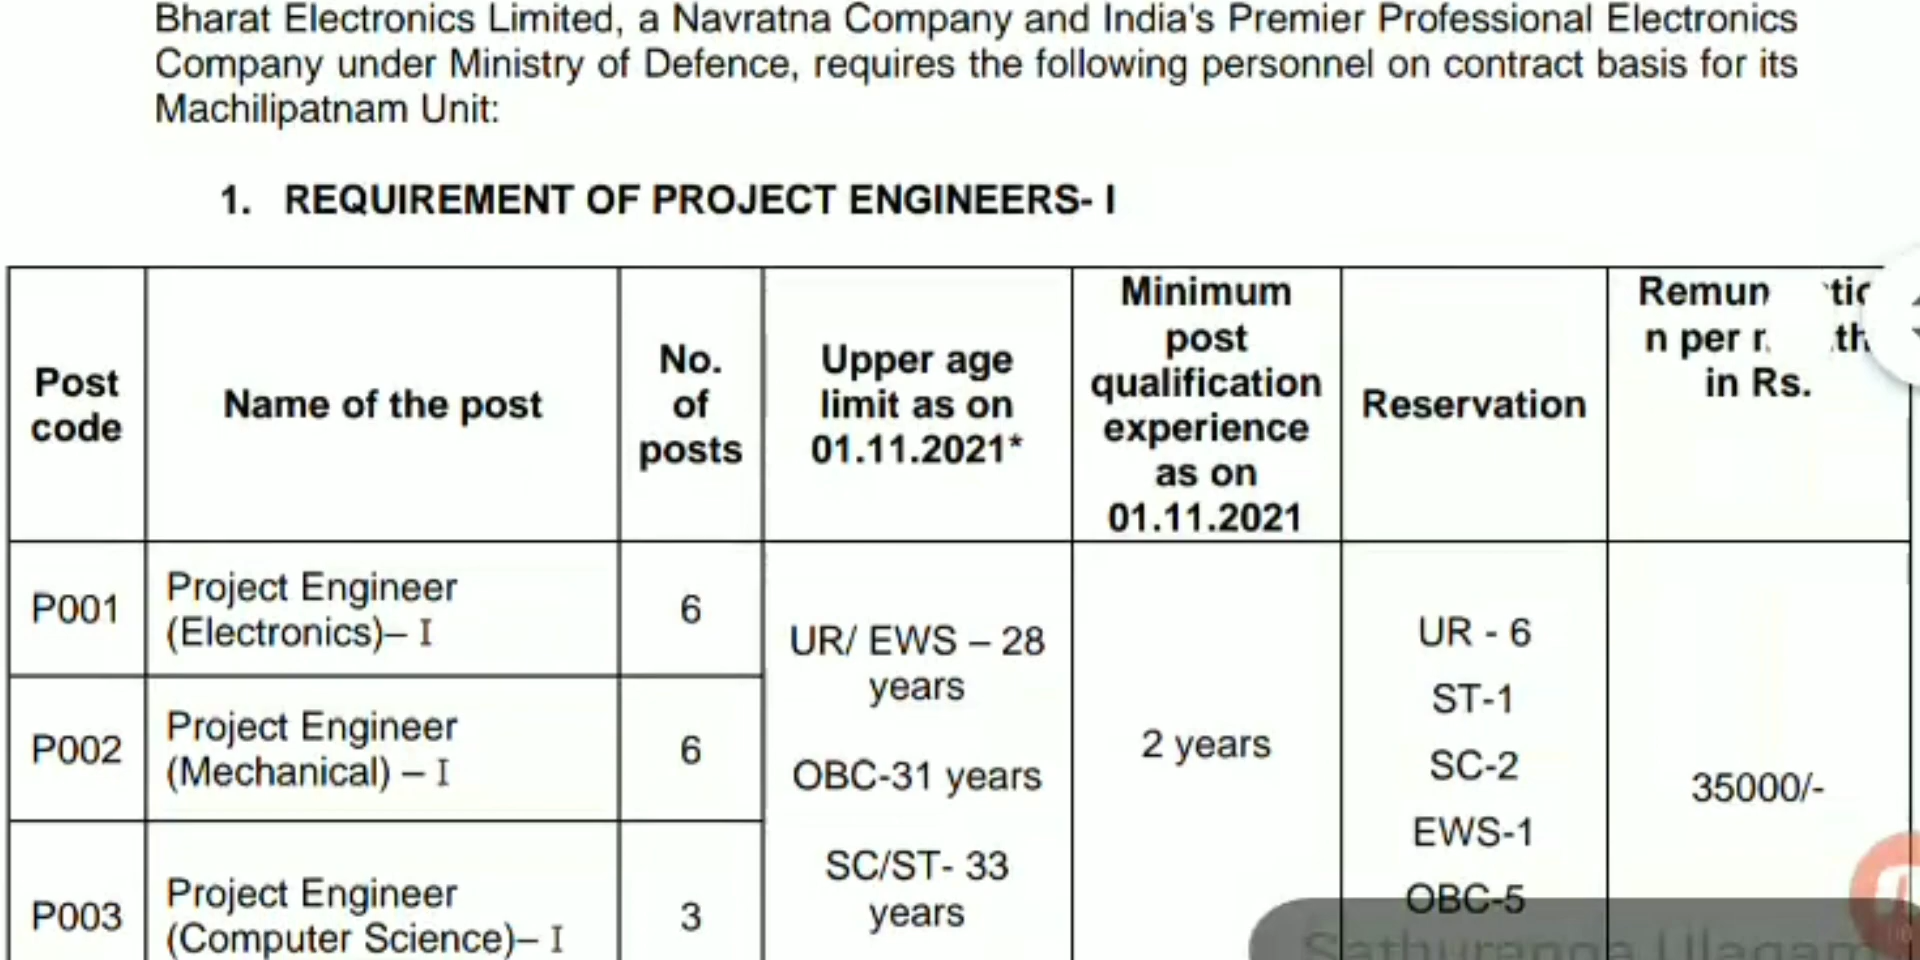 Bharat Electronics Limited, a Navratna Company and India's Premier Professional Electronics
Company under Ministry of Defence, requires the following personnel on contract basis for its
Machilipatnam Unit:
1. REQUIREMENT OF PROJECT ENGINEERS- I
Post
code
Name of the post
No.
of
posts
Upper age
limit as on
01.11.2021*
Minimum
post
qualification
experience
as on
01.11.2021
Reservation
n per
in Rs.
P001
Project Engineer
(Electronics)– I
6
P002
Project Engineer
(Mechanical) – I
6
P003
Project Engineer
(Computer Science)– I
3
UR/ EWS – 28
years
OBC-31 years
SC/ST- 33
years
2 years
UR - 6
ST-1
SC-2
EWS-1
OBC-5
35000/-
Sathuranga Ulagam